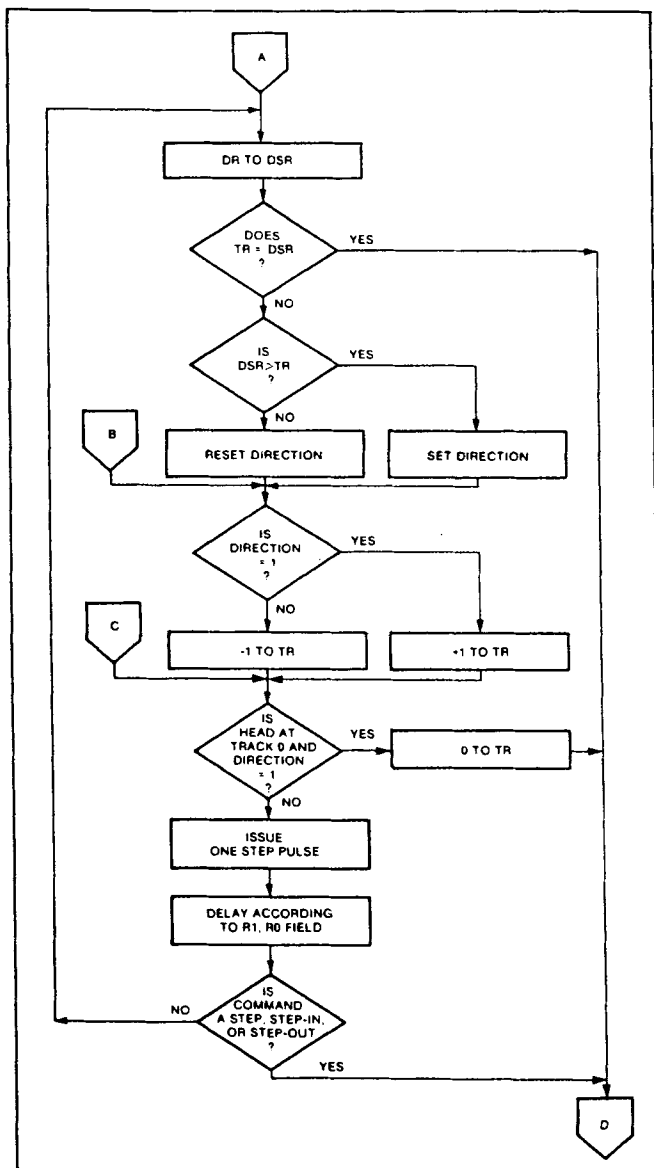 A
DR TO DSR
DOES
TR = DSR
?
YES
NO
IS
DSR>TR
?
YES
NO
B
RESET DIRECTION
SET DIRECTION
IS
DIRECTION
= 1
?
YES
NO
C
-1 TO TR
+1 TO TR
IS
HEAD AT
TRACK 0 AND
DIRECTION
= 1
?
YES
0 TO TR
NO
ISSUE
ONE STEP PULSE
DELAY ACCORDING
TO R1, R0 FIELD
IS
COMMAND
A STEP, STEP-IN,
OR STEP-OUT
?
NO
YES
D